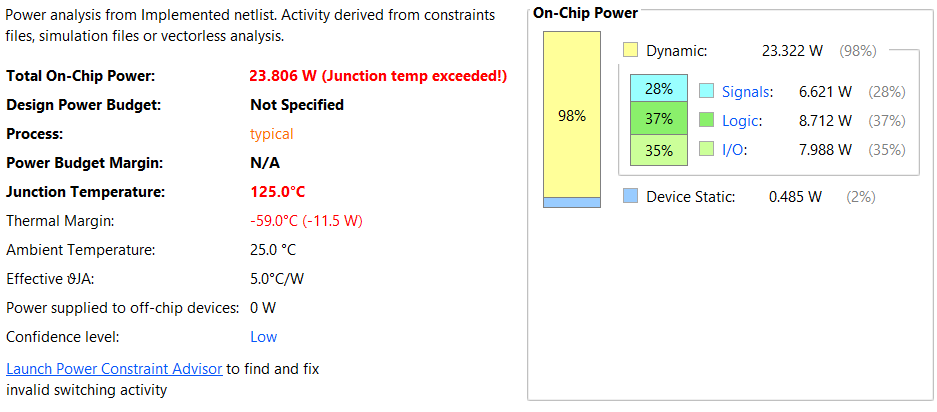 Power analysis from Implemented netlist. Activity derived from constraints
files, simulation files or vectorless analysis.
Total On-Chip Power: 23.806 W (Junction temp exceeded!)
Design Power Budget: Not Specified
Process: typical
Power Budget Margin: N/A
Junction Temperature: 125.0°C
Thermal Margin: -59.0°C (-11.5 W)
Ambient Temperature: 25.0 °C
Effective ϑJA: 5.0°C/W
Power supplied to off-chip devices: 0 W
Confidence level: Low
Launch Power Constraint Advisor to find and fix
invalid switching activity
On-Chip Power
98%
Dynamic: 23.322 W (98%)
28% Signals: 6.621 W (28%)
37% Logic: 8.712 W (37%)
35% I/O: 7.988 W (35%)
Device Static: 0.485 W (2%)